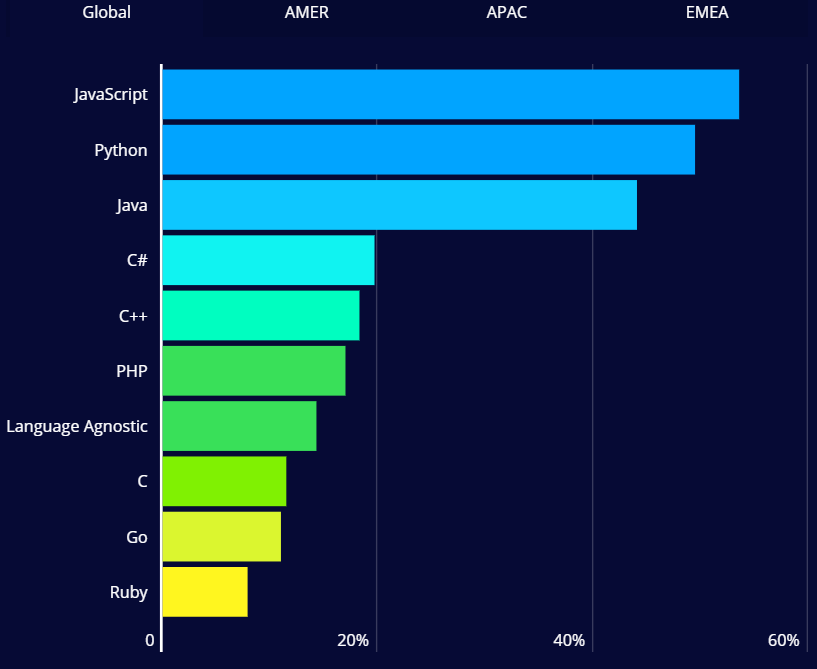 Global AMER APAC EMEA
JavaScript
Python
Java
C#
C++
PHP
Language Agnostic
C
Go
Ruby
0 20% 40% 60%